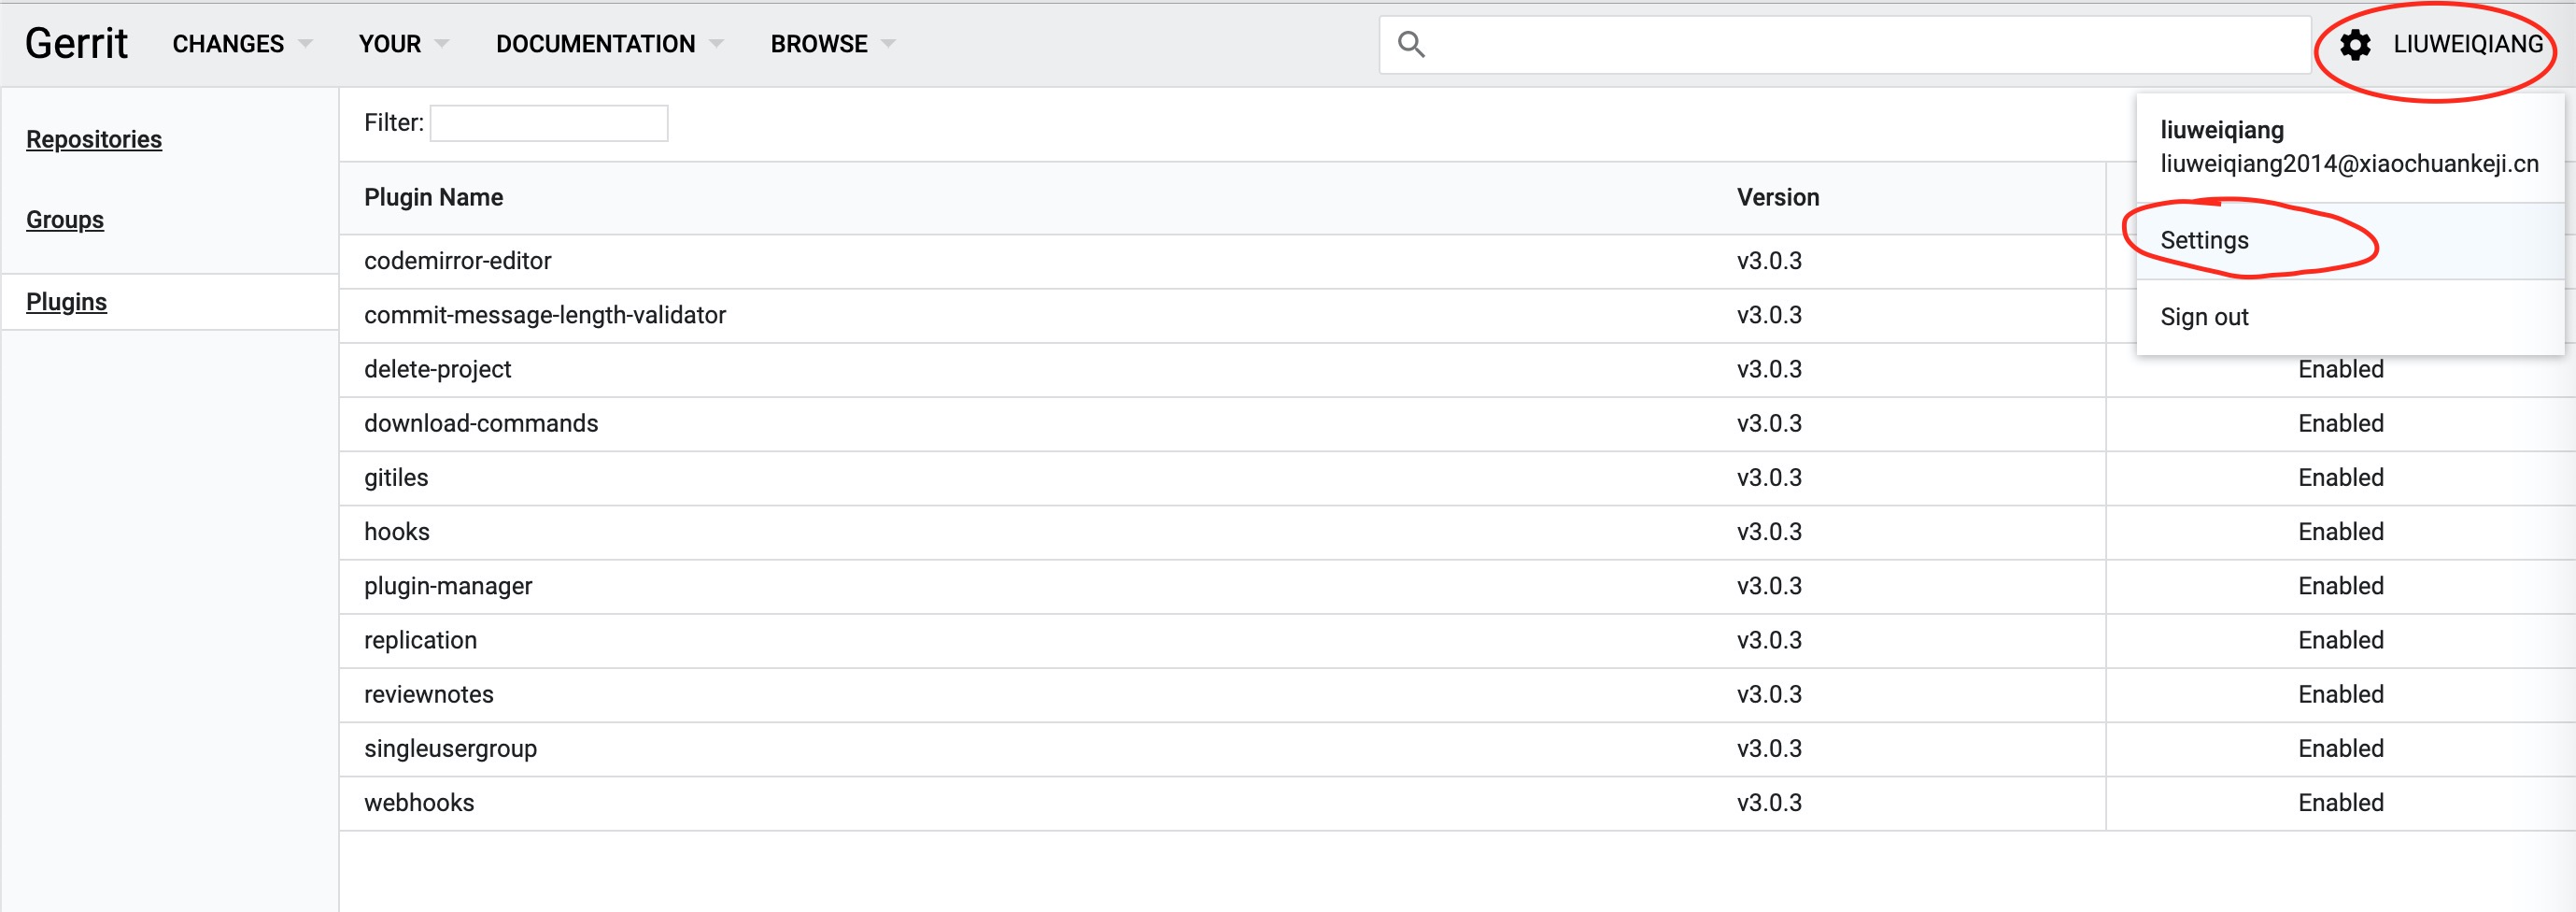 Gerrit CHANGES YOUR DOCUMENTATION BROWSE LIUWEIQIANG
liuweiqiang
liuweiqiang2014@xiaochuankeji.cn
Settings
Sign out
Repositories
Groups
Plugins
Filter:
Plugin Name Version
codemirror-editor v3.0.3
commit-message-length-validator v3.0.3
delete-project v3.0.3 Enabled
download-commands v3.0.3 Enabled
gitiles v3.0.3 Enabled
hooks v3.0.3 Enabled
plugin-manager v3.0.3 Enabled
replication v3.0.3 Enabled
reviewnotes v3.0.3 Enabled
singleusergroup v3.0.3 Enabled
webhooks v3.0.3 Enabled